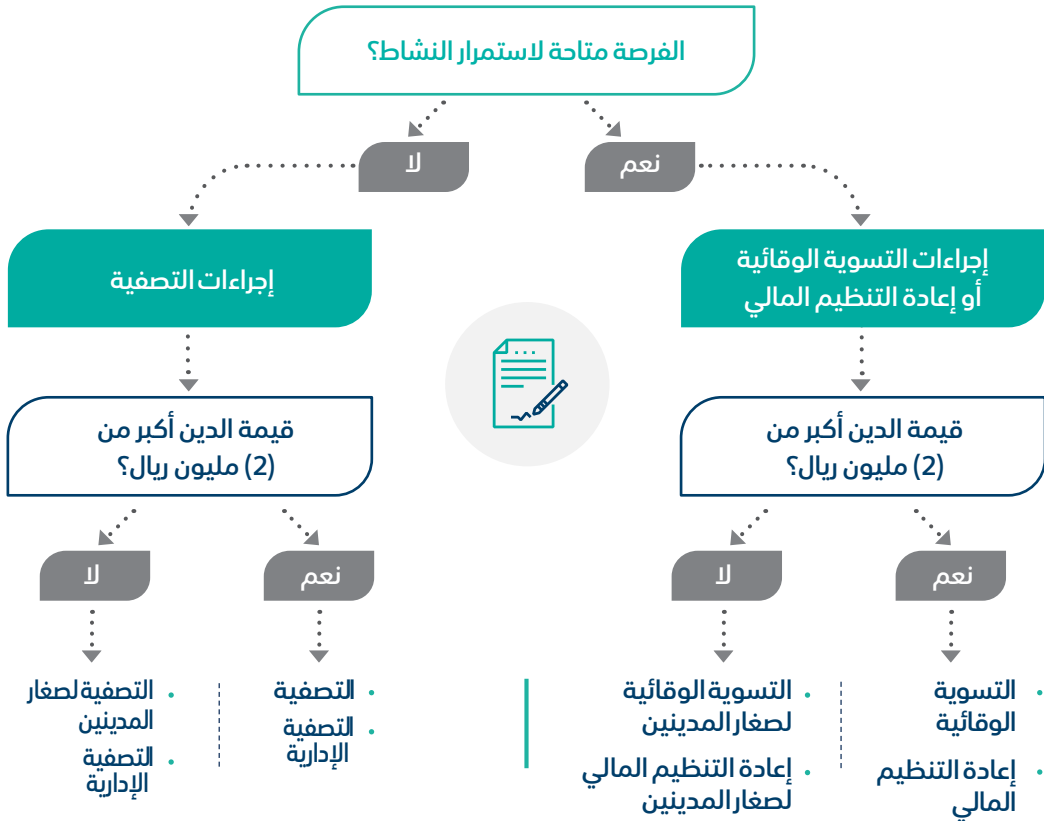 الفرصة متاحة لاستمرار النشاط؟
نعم
لا
إجراءات التسوية الوقائية
أو إعادة التنظيم المالي
إجراءات التصفية
قيمة الدين أكبر من
(2) مليون ريال؟
قيمة الدين أكبر من
(2) مليون ريال؟
نعم
لا
نعم
لا
• التسوية
الوقائية
• إعادة التنظيم
المالي
• التسوية الوقائية
لصغار المدينين
• إعادة التنظيم المالي
لصغار المدينين
• التصفية
• التصفية
الإدارية
• التصفية لصغار
المدينين
• التصفية
الإدارية